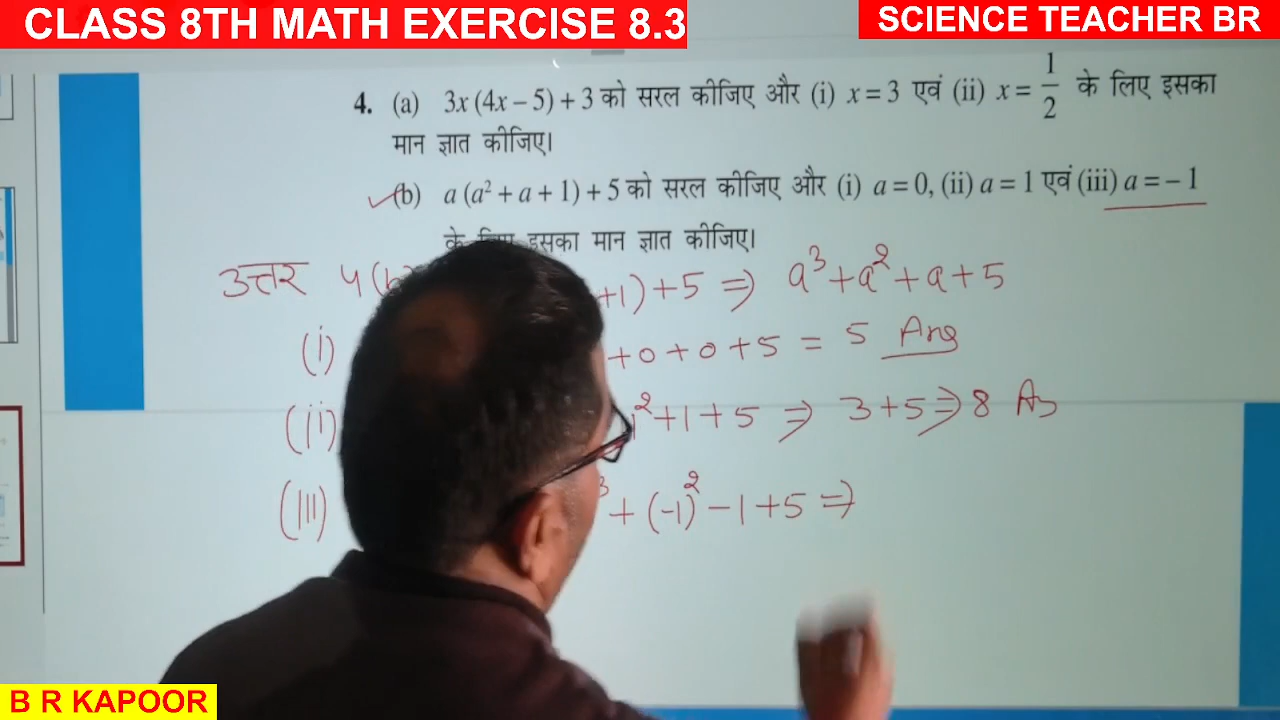 CLASS 8TH MATH EXERCISE 8.3
SCIENCE TEACHER BR
4. (a) 3x (4x – 5) + 3 को सरल कीजिए और (i) x = 3 एवं (ii) x = 1/2 के लिए इसका
मान ज्ञात कीजिए।
(b) a (a² + a + 1) + 5 को सरल कीजिए और (i) a = 0, (ii) a = 1 एवं (iii) a = – 1
के लिए इसका मान ज्ञात कीजिए।
उत्तर 4(b) +1) + 5 ⇒ a³ + a² + a + 5
(i) + 0 + 0 + 5 = 5 Ans
(ii) 1² + 1 + 5 ⇒ 3 + 5 ⇒ 8 As
(III) ³ + (-1)² - 1 + 5 ⇒
B R KAPOOR